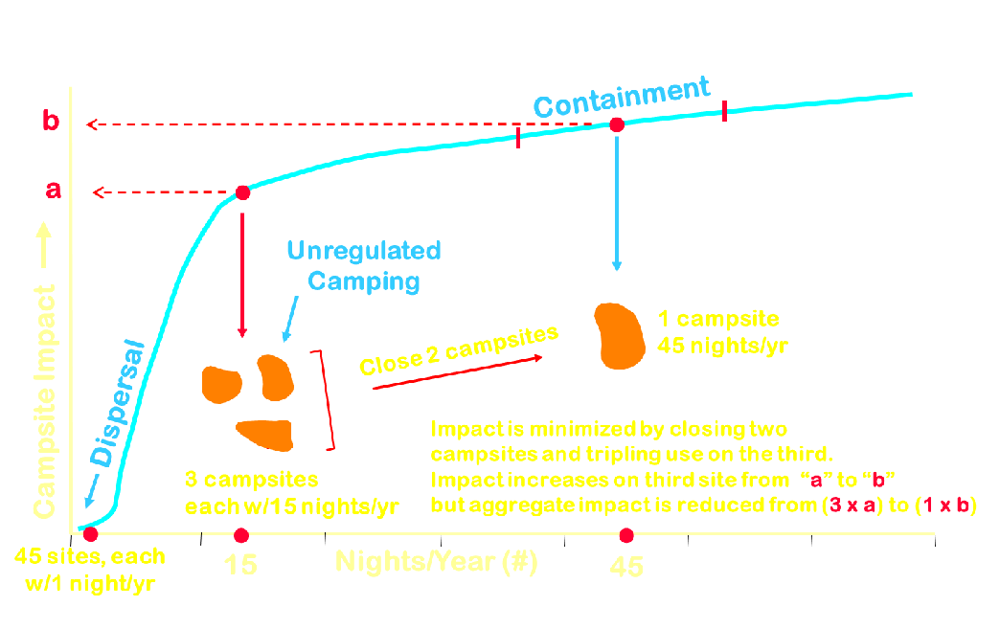 Containment
b
a
Unregulated
Camping
Campsite Impact
Dispersal
1 campsite
45 nights/yr
Close 2 campsites
Impact is minimized by closing two
campsites and tripling use on the third.
Impact increases on third site from “a” to “b”
but aggregate impact is reduced from (3 x a) to (1 x b)
3 campsites
each w/15 nights/yr
45 sites, each
w/1 night/yr
15
Nights/Year (#)
45